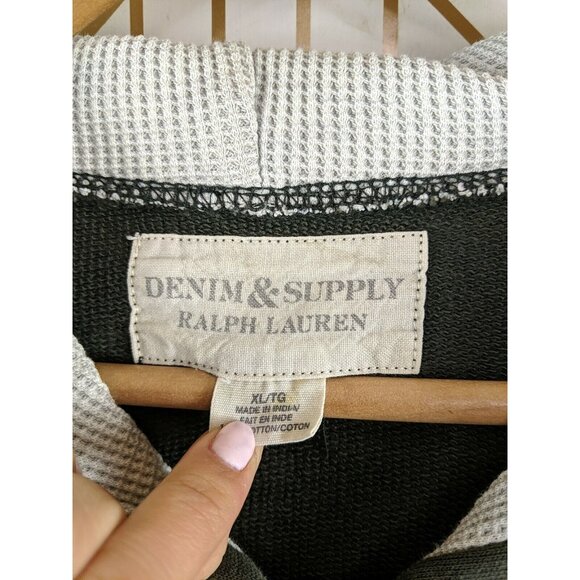 DENIM & SUPPLY
RALPH LAUREN
XL/TG
MADE IN INDIA/
FAIT EN INDE
COTTON/COTON